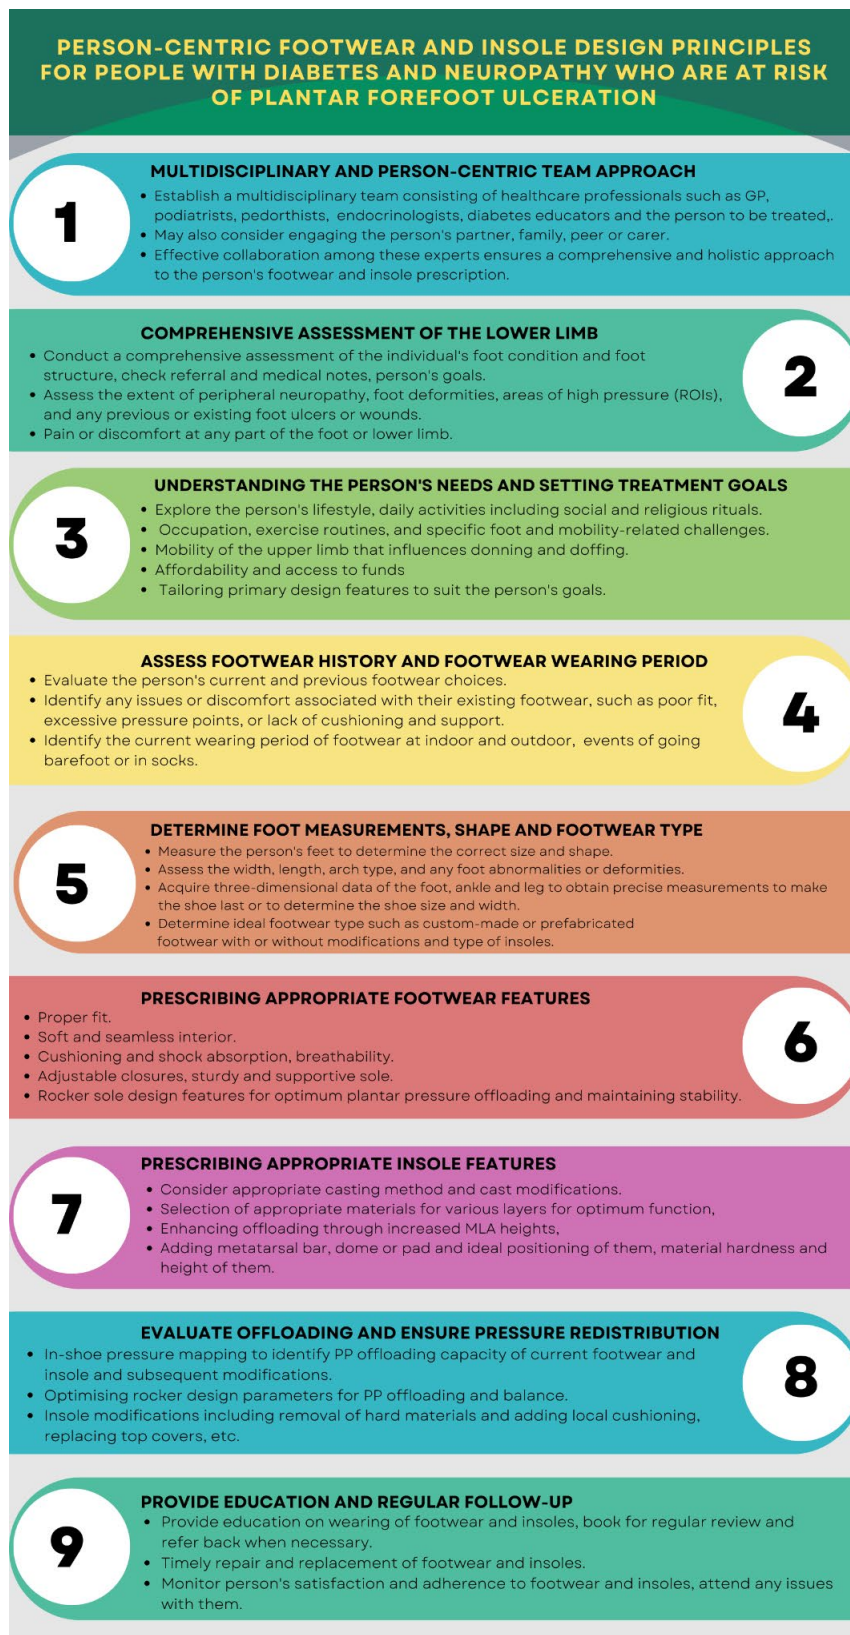 PERSON-CENTRIC FOOTWEAR AND INSOLE DESIGN PRINCIPLES
FOR PEOPLE WITH DIABETES AND NEUROPATHY WHO ARE AT RISK
OF PLANTAR FOREFOOT ULCERATION
1
MULTIDISCIPLINARY AND PERSON-CENTRIC TEAM APPROACH
• Establish a multidisciplinary team consisting of healthcare professionals such as GP,
podiatrists, pedorthists, endocrinologists, diabetes educators and the person to be treated,.
• May also consider engaging the person's partner, family, peer or carer.
• Effective collaboration among these experts ensures a comprehensive and holistic approach
to the person's footwear and insole prescription.
2
COMPREHENSIVE ASSESSMENT OF THE LOWER LIMB
• Conduct a comprehensive assessment of the individual's foot condition and foot
structure, check referral and medical notes, person's goals.
• Assess the extent of peripheral neuropathy, foot deformities, areas of high pressure (ROIs),
and any previous or existing foot ulcers or wounds.
• Pain or discomfort at any part of the foot or lower limb.
3
UNDERSTANDING THE PERSON'S NEEDS AND SETTING TREATMENT GOALS
• Explore the person's lifestyle, daily activities including social and religious rituals.
• Occupation, exercise routines, and specific foot and mobility-related challenges.
• Mobility of the upper limb that influences donning and doffing.
• Affordability and access to funds
• Tailoring primary design features to suit the person's goals.
4
ASSESS FOOTWEAR HISTORY AND FOOTWEAR WEARING PERIOD
• Evaluate the person's current and previous footwear choices.
• Identify any issues or discomfort associated with their existing footwear, such as poor fit,
excessive pressure points, or lack of cushioning and support.
• Identify the current wearing period of footwear at indoor and outdoor, events of going
barefoot or in socks.
5
DETERMINE FOOT MEASUREMENTS, SHAPE AND FOOTWEAR TYPE
• Measure the person's feet to determine the correct size and shape.
• Assess the width, length, arch type, and any foot abnormalities or deformities.
• Acquire three-dimensional data of the foot, ankle and leg to obtain precise measurements to make
the shoe last or to determine the shoe size and width.
• Determine ideal footwear type such as custom-made or prefabricated
footwear with or without modifications and type of insoles.
6
PRESCRIBING APPROPRIATE FOOTWEAR FEATURES
• Proper fit.
• Soft and seamless interior.
• Cushioning and shock absorption, breathability.
• Adjustable closures, sturdy and supportive sole.
• Rocker sole design features for optimum plantar pressure offloading and maintaining stability.
7
PRESCRIBING APPROPRIATE INSOLE FEATURES
• Consider appropriate casting method and cast modifications.
• Selection of appropriate materials for various layers for optimum function,
• Enhancing offloading through increased MLA heights,
• Adding metatarsal bar, dome or pad and ideal positioning of them, material hardness and
height of them.
8
EVALUATE OFFLOADING AND ENSURE PRESSURE REDISTRIBUTION
• In-shoe pressure mapping to identify PP offloading capacity of current footwear and
insole and subsequent modifications.
• Optimising rocker design parameters for PP offloading and balance.
• Insole modifications including removal of hard materials and adding local cushioning,
replacing top covers, etc.
9
PROVIDE EDUCATION AND REGULAR FOLLOW-UP
• Provide education on wearing of footwear and insoles, book for regular review and
refer back when necessary.
• Timely repair and replacement of footwear and insoles.
• Monitor person's satisfaction and adherence to footwear and insoles, attend any issues
with them.